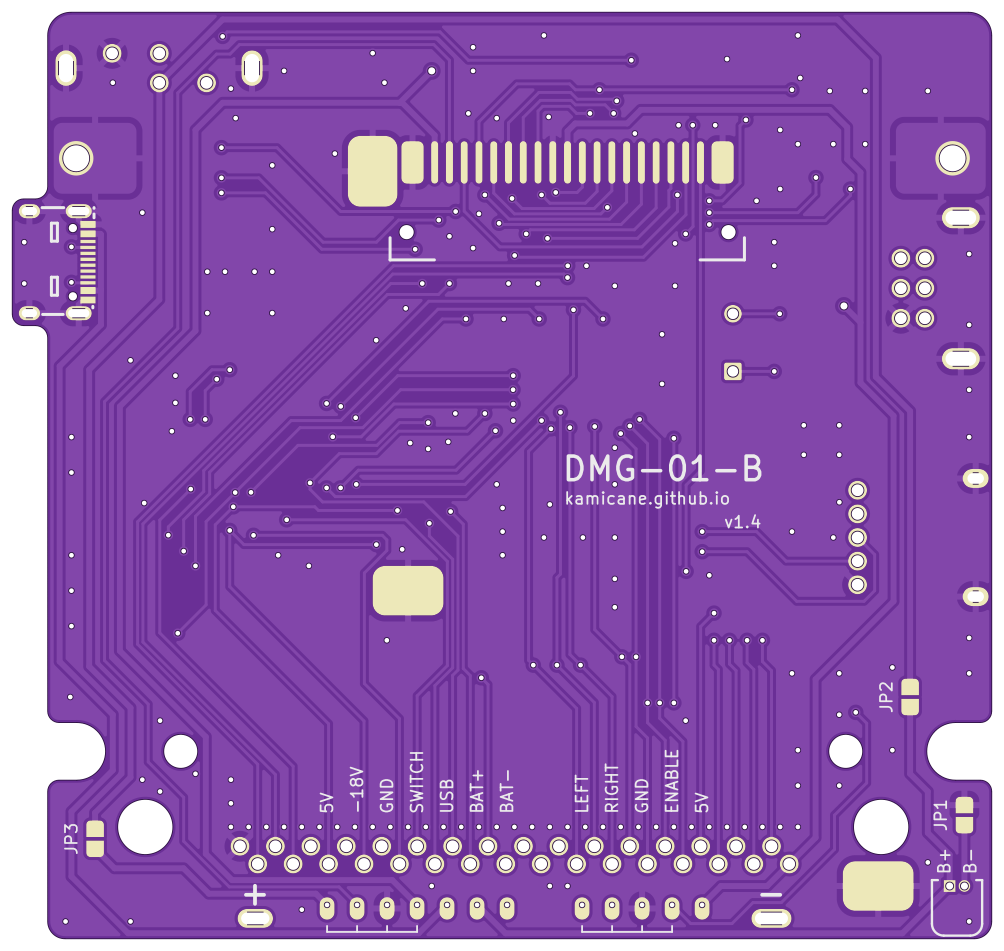 DMG-01-B
kamicane.github.io
v1.4
JP2
5V
-18V
GND
SWITCH
USB
BAT+
BAT-
LEFT
RIGHT
GND
ENABLE
5V
JP1
JP3
B+
B-
+
-